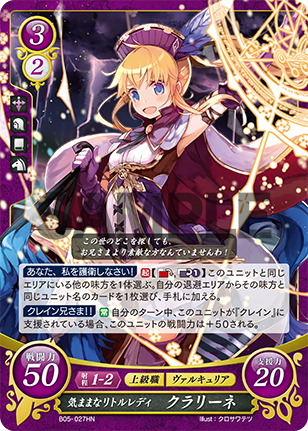 3
2
この世のどこを探しても、
お兄さまより素敵な方なんていませんわ！
あなた、私を護衛しなさい！ 起【、1】このユニットと同じ
エリアにいる他の味方を1体選ぶ。自分の退避エリアからその味方と
同じユニット名のカードを1枚選び、手札に加える。
クレイン兄さま!! 常 自分のターン中、このユニットが『クレイン』に
支援されている場合、このユニットの戦闘力は＋50される。
戦闘力 50 射程 1-2 上級職 ヴァルキュリア 支援力 20
気ままなリトルレディ クラリーネ
B05-027HN Illust：クロサワテツ